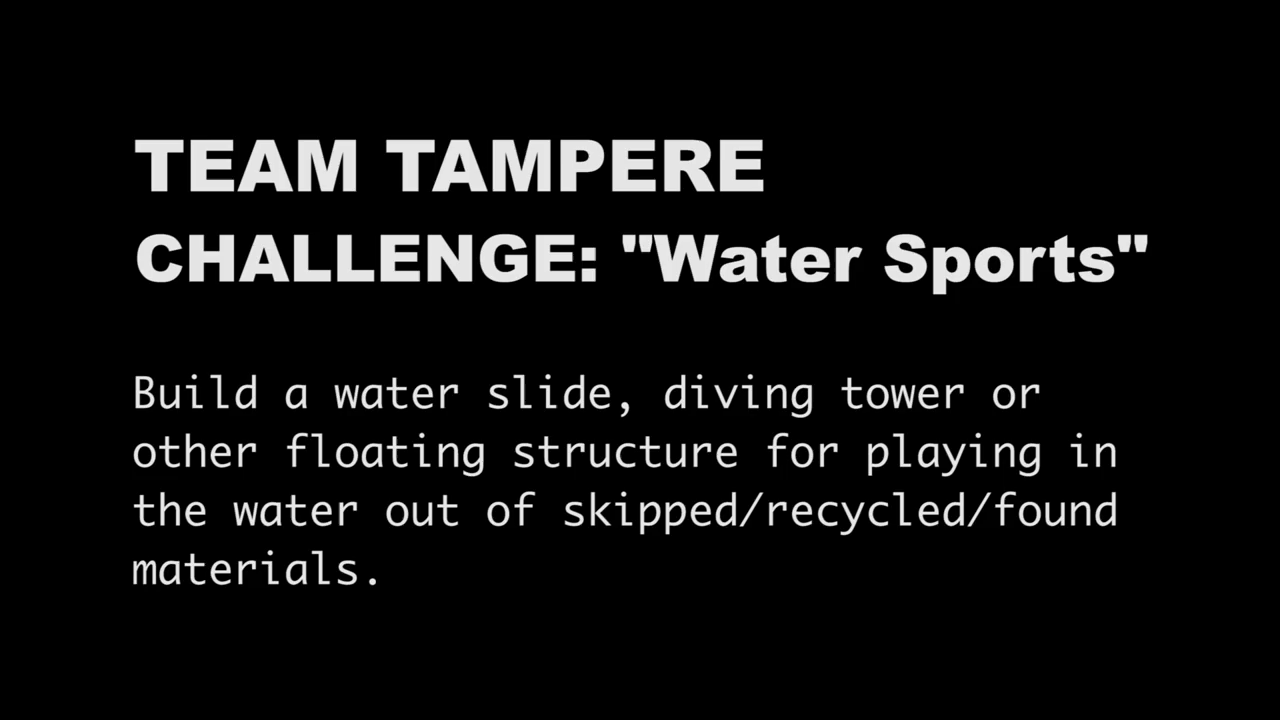 TEAM TAMPERE
CHALLENGE: "Water Sports"
Build a water slide, diving tower or
other floating structure for playing in
the water out of skipped/recycled/found
materials.